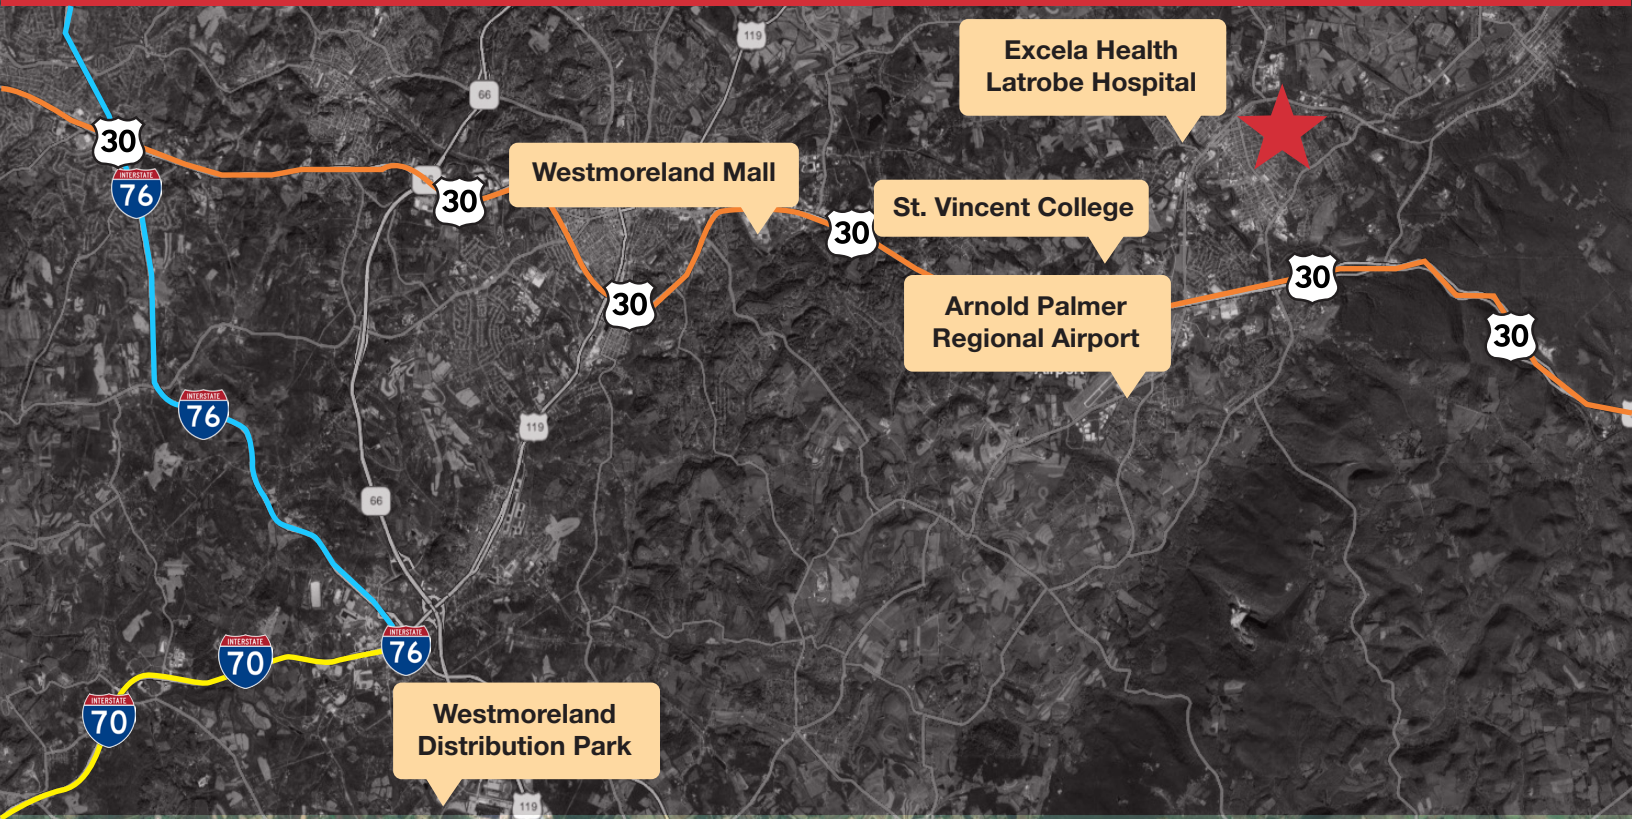 119
Excela Health
Latrobe Hospital
66
30
Westmoreland Mall
INTERSTATE
76
30
St. Vincent College
30
30
30
Arnold Palmer
Regional Airport
30
Airport
INTERSTATE
76
119
66
INTERSTATE
76
INTERSTATE
70
INTERSTATE
70
Westmoreland
Distribution Park
119